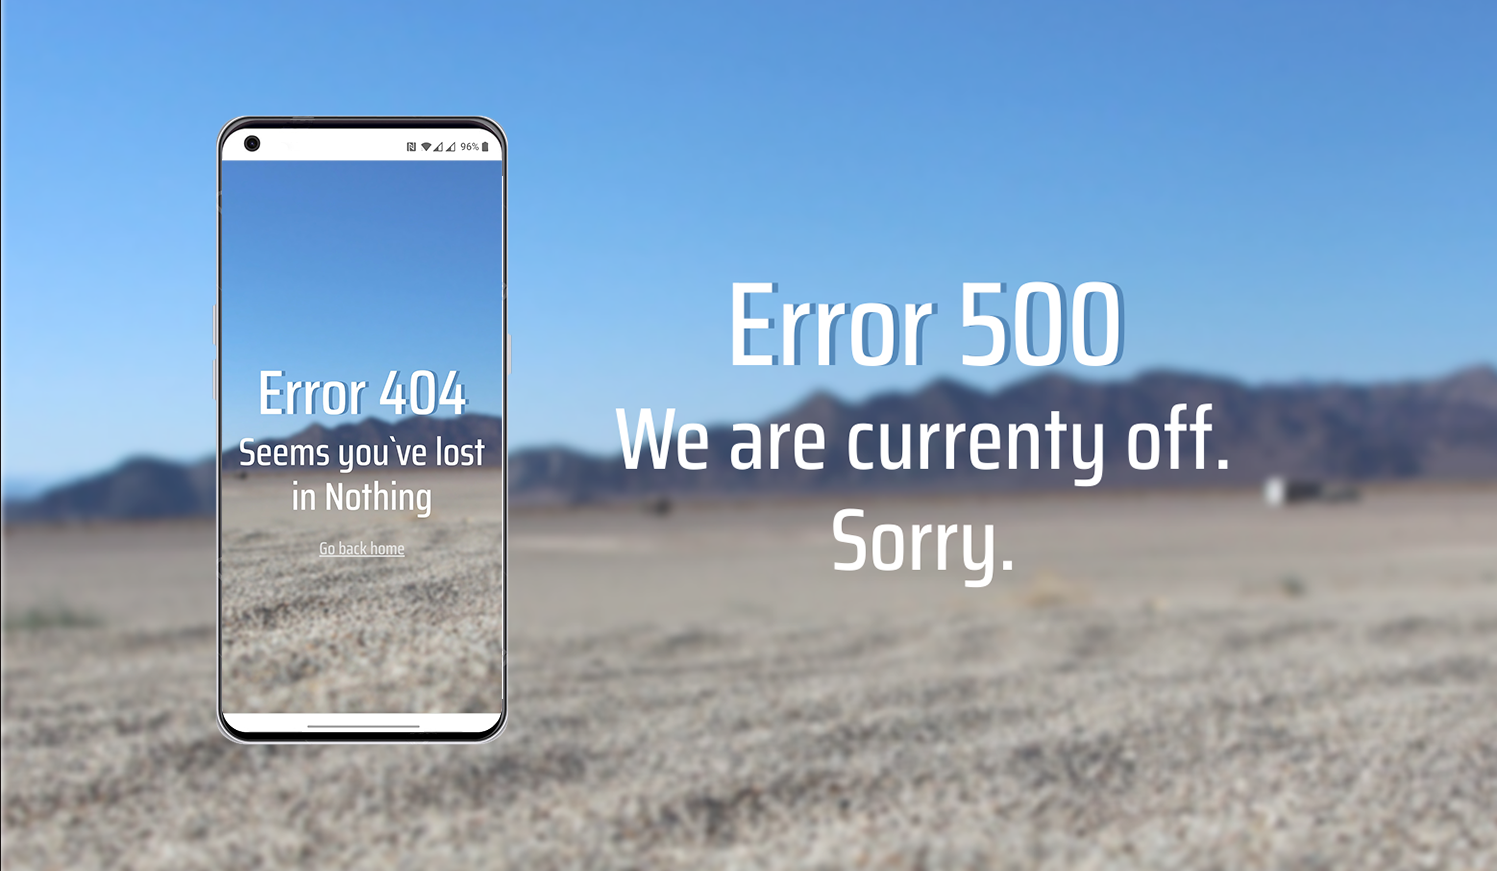 96%
Error 404
Seems you`ve lost
in Nothing
Go back home
Error 500
We are currenty off.
Sorry.